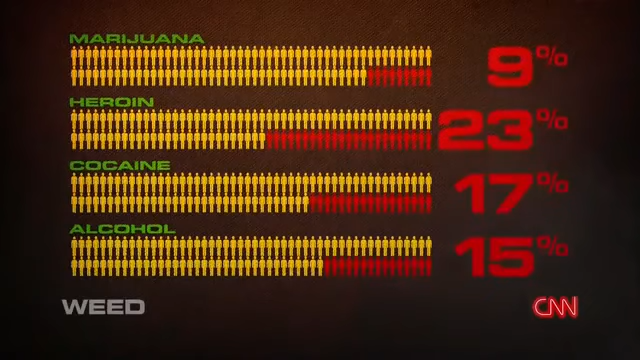 MARIJUANA
9%
HEROIN
23%
COCAINE
17%
ALCOHOL
15%
WEED
CNN